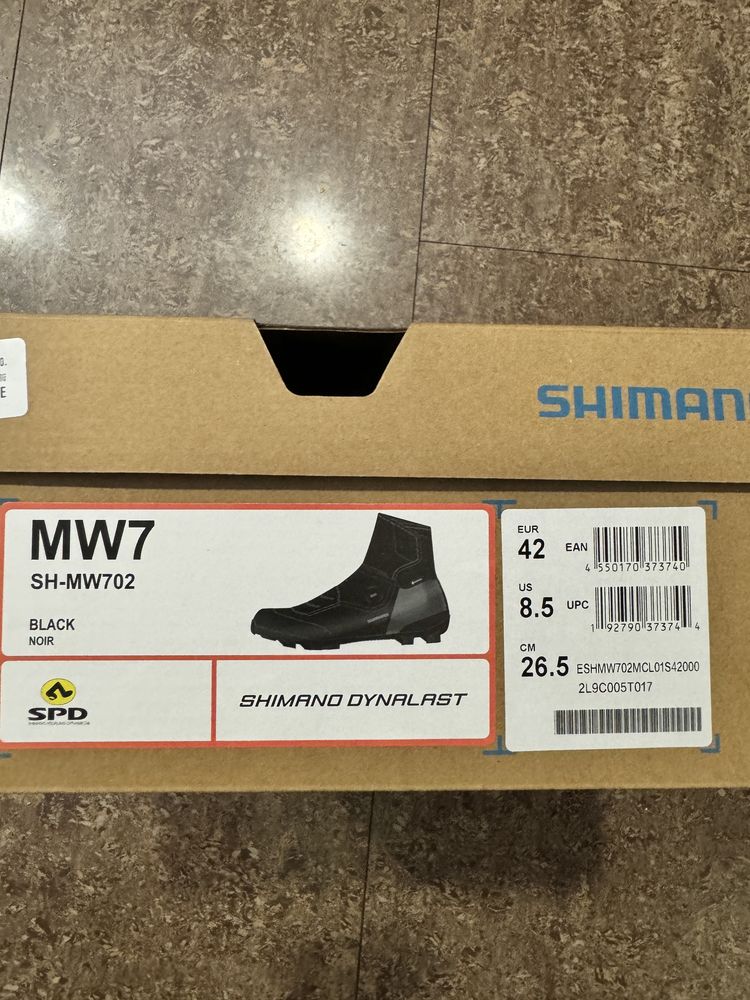 SHIMAN
E
MW7
SH-MW702
BLACK
NOIR
SPD
SHIMANO DYNALAST
EUR
42
EAN
4 550170 373740
US
8.5
UPC
1 92790 37374 4
CM
26.5
ESHMW702MCL01S42000
2L9C005T017